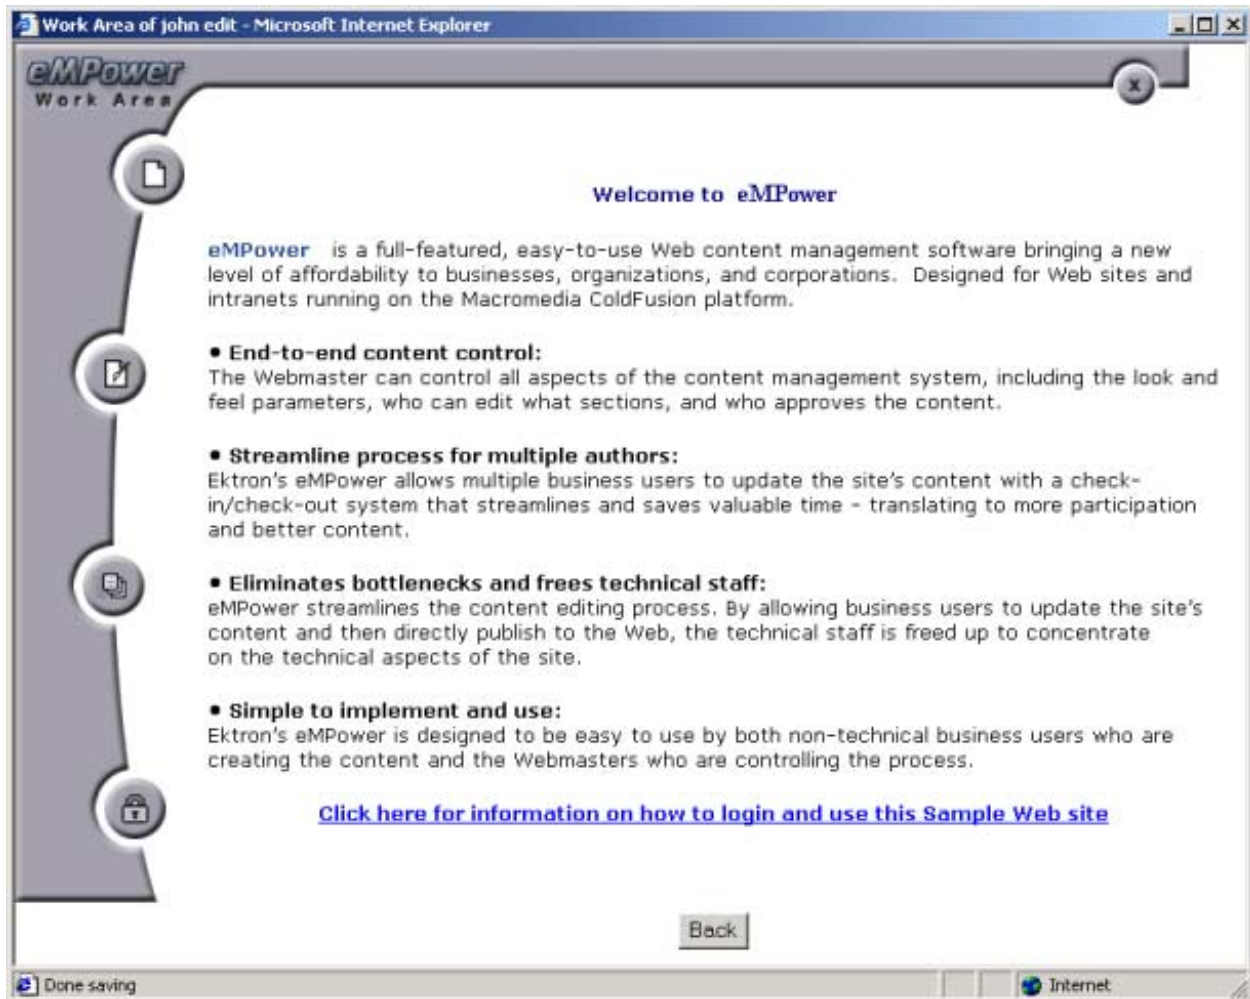 Work Area of john edit - Microsoft Internet Explorer
eMPower
Work Area
x
Welcome to eMPower
eMPower is a full-featured, easy-to-use Web content management software bringing a new
level of affordability to businesses, organizations, and corporations. Designed for Web sites and
intranets running on the Macromedia ColdFusion platform.
• End-to-end content control:
The Webmaster can control all aspects of the content management system, including the look and
feel parameters, who can edit what sections, and who approves the content.
• Streamline process for multiple authors:
Ektron's eMPower allows multiple business users to update the site's content with a check-
in/check-out system that streamlines and saves valuable time - translating to more participation
and better content.
• Eliminates bottlenecks and frees technical staff:
eMPower streamlines the content editing process. By allowing business users to update the site's
content and then directly publish to the Web, the technical staff is freed up to concentrate
on the technical aspects of the site.
• Simple to implement and use:
Ektron's eMPower is designed to be easy to use by both non-technical business users who are
creating the content and the Webmasters who are controlling the process.
Click here for information on how to login and use this Sample Web site
Back
Done saving
Internet